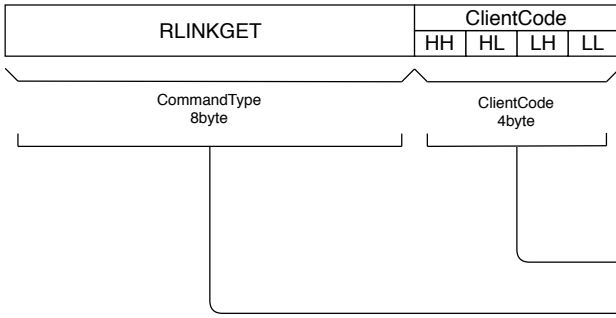 RLINKGET
ClientCode
HH HL LH LL
CommandType
8byte
ClientCode
4byte